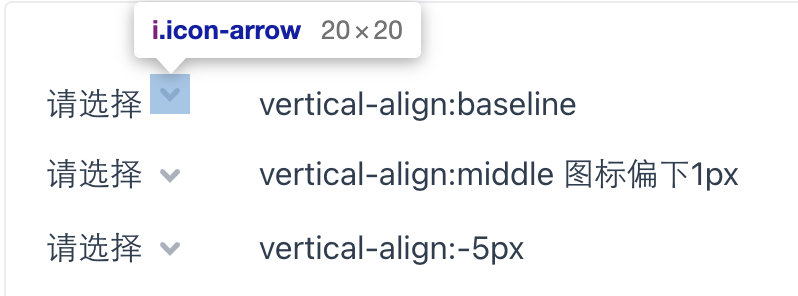 i.icon-arrow 20×20
请选择 vertical-align:baseline
请选择 vertical-align:middle 图标偏下1px
请选择 vertical-align:-5px